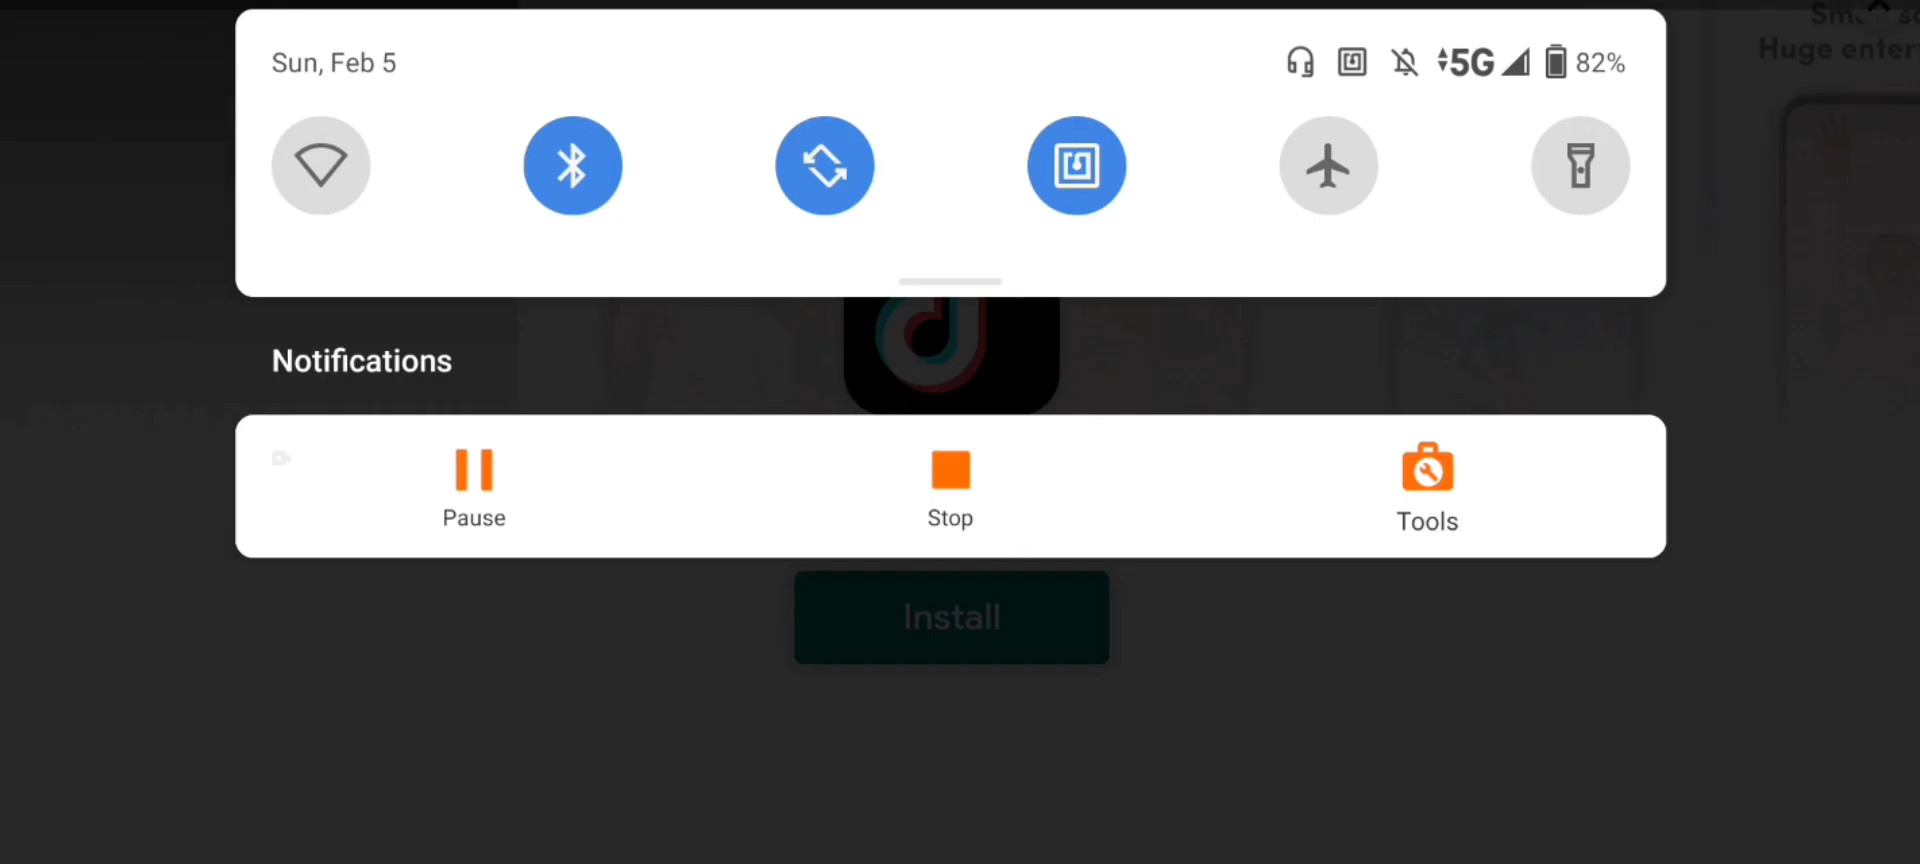 Sun, Feb 5
5G 82%
Huge enter
Notifications
Pause
Stop
Tools
Install